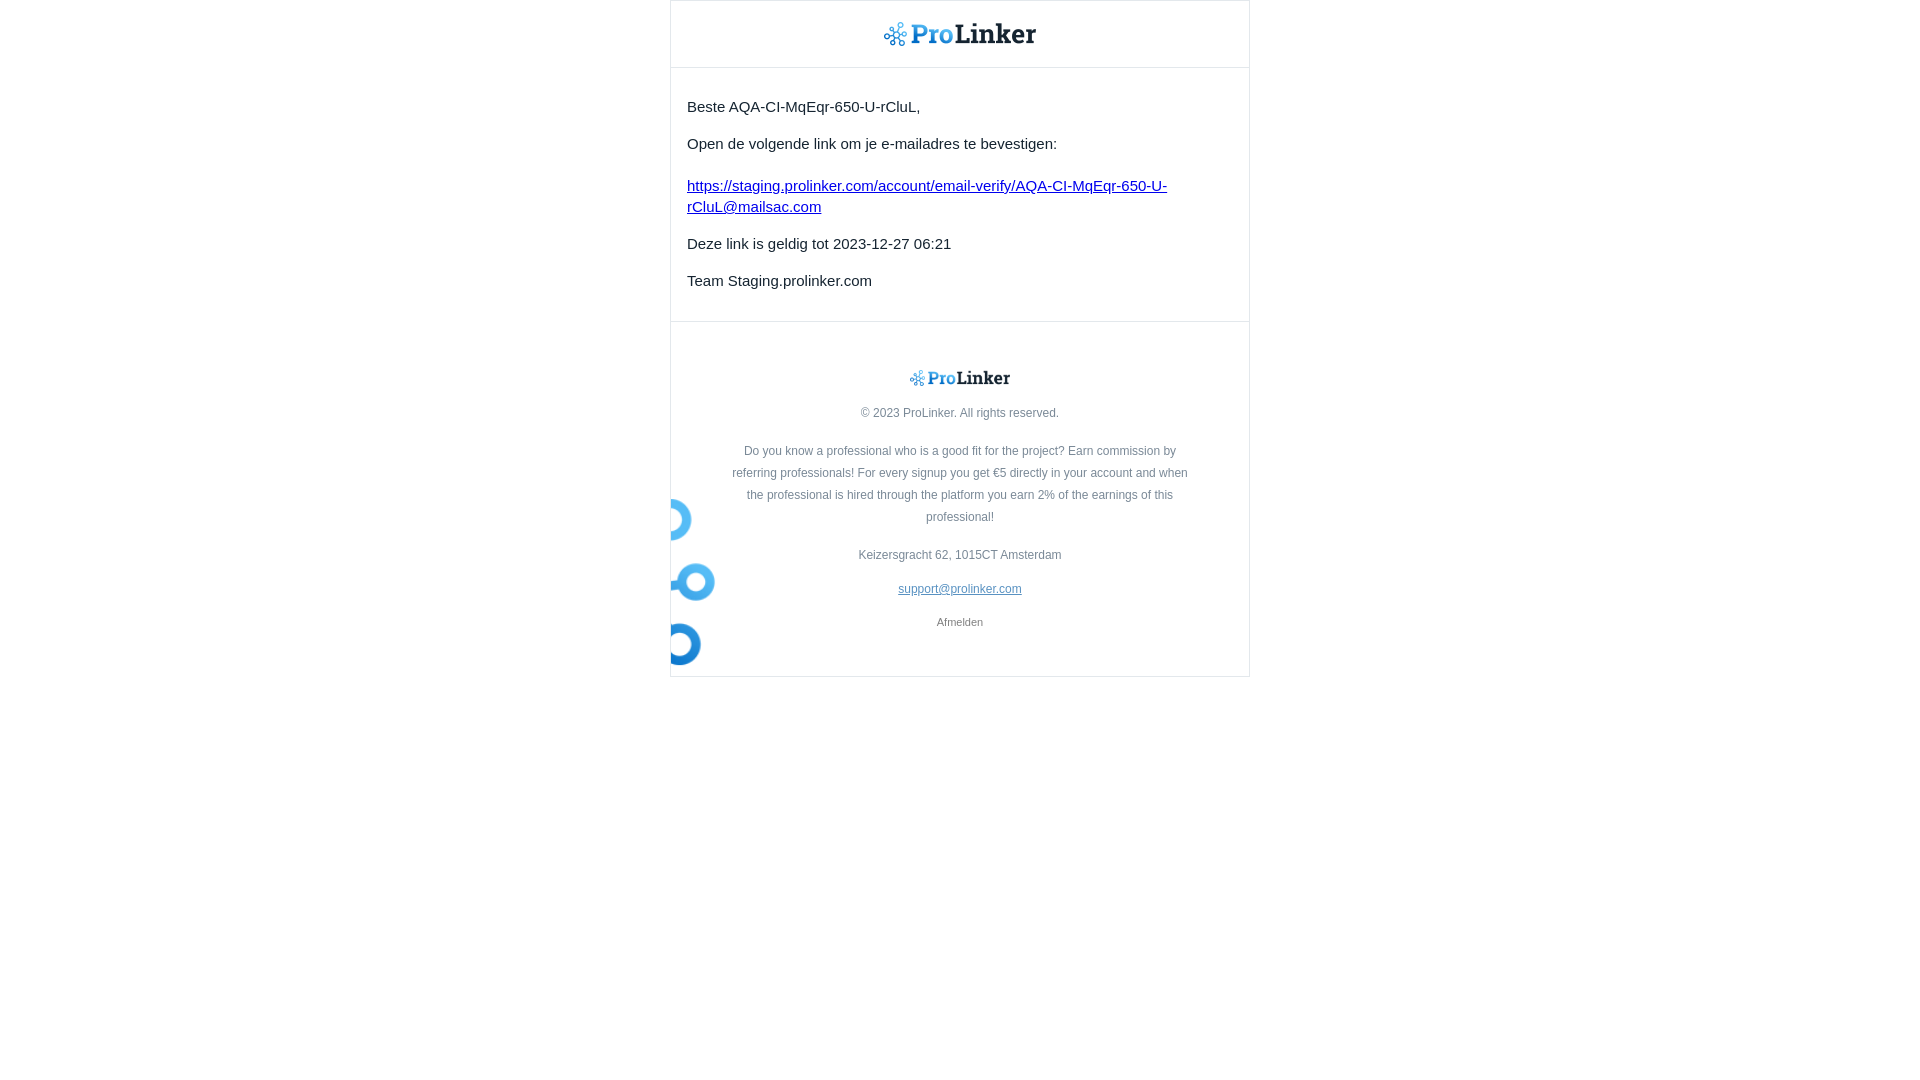 ProLinker
Beste AQA-CI-MqEqr-650-U-rCluL,
Open de volgende link om je e-mailadres te bevestigen:
https://staging.prolinker.com/account/email-verify/AQA-CI-MqEqr-650-U-
rCluL@mailsac.com
Deze link is geldig tot 2023-12-27 06:21
Team Staging.prolinker.com
ProLinker
© 2023 ProLinker. All rights reserved.
Do you know a professional who is a good fit for the project? Earn commission by
referring professionals! For every signup you get €5 directly in your account and when
the professional is hired through the platform you earn 2% of the earnings of this
professional!
Keizersgracht 62, 1015CT Amsterdam
support@prolinker.com
Afmelden